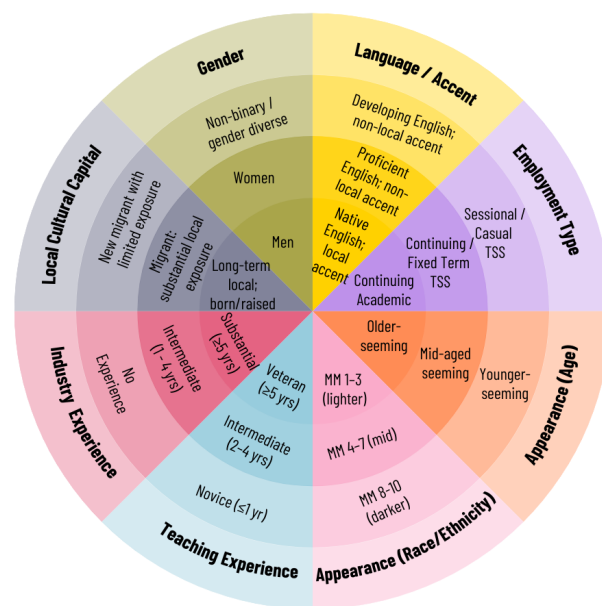 Gender
Non-binary /
gender diverse
Women
Men
Language / Accent
Developing English;
non-local accent
Proficient
English; non-
local accent
Native
English;
local
accent
Employment Type
Sessional /
Casual
TSS
Continuing /
Fixed Term
TSS
Continuing
Academic
Appearance (Age)
Younger-
seeming
Mid-aged
seeming
Older-
seeming
Appearance (Race/Ethnicity)
MM 8-10
(darker)
MM 4-7 (mid)
MM 1-3
(lighter)
Teaching Experience
Novice (≤1 yr)
Intermediate
(2-4 yrs)
Veteran
(≥5 yrs)
Industry Experience
No
Experience
Intermediate
(1 - 4 yrs)
Substantial
(≥5 yrs)
Local Cultural Capital
New migrant with
limited exposure
Migrant:
substantial local
exposure
Long-term
local;
born/raised